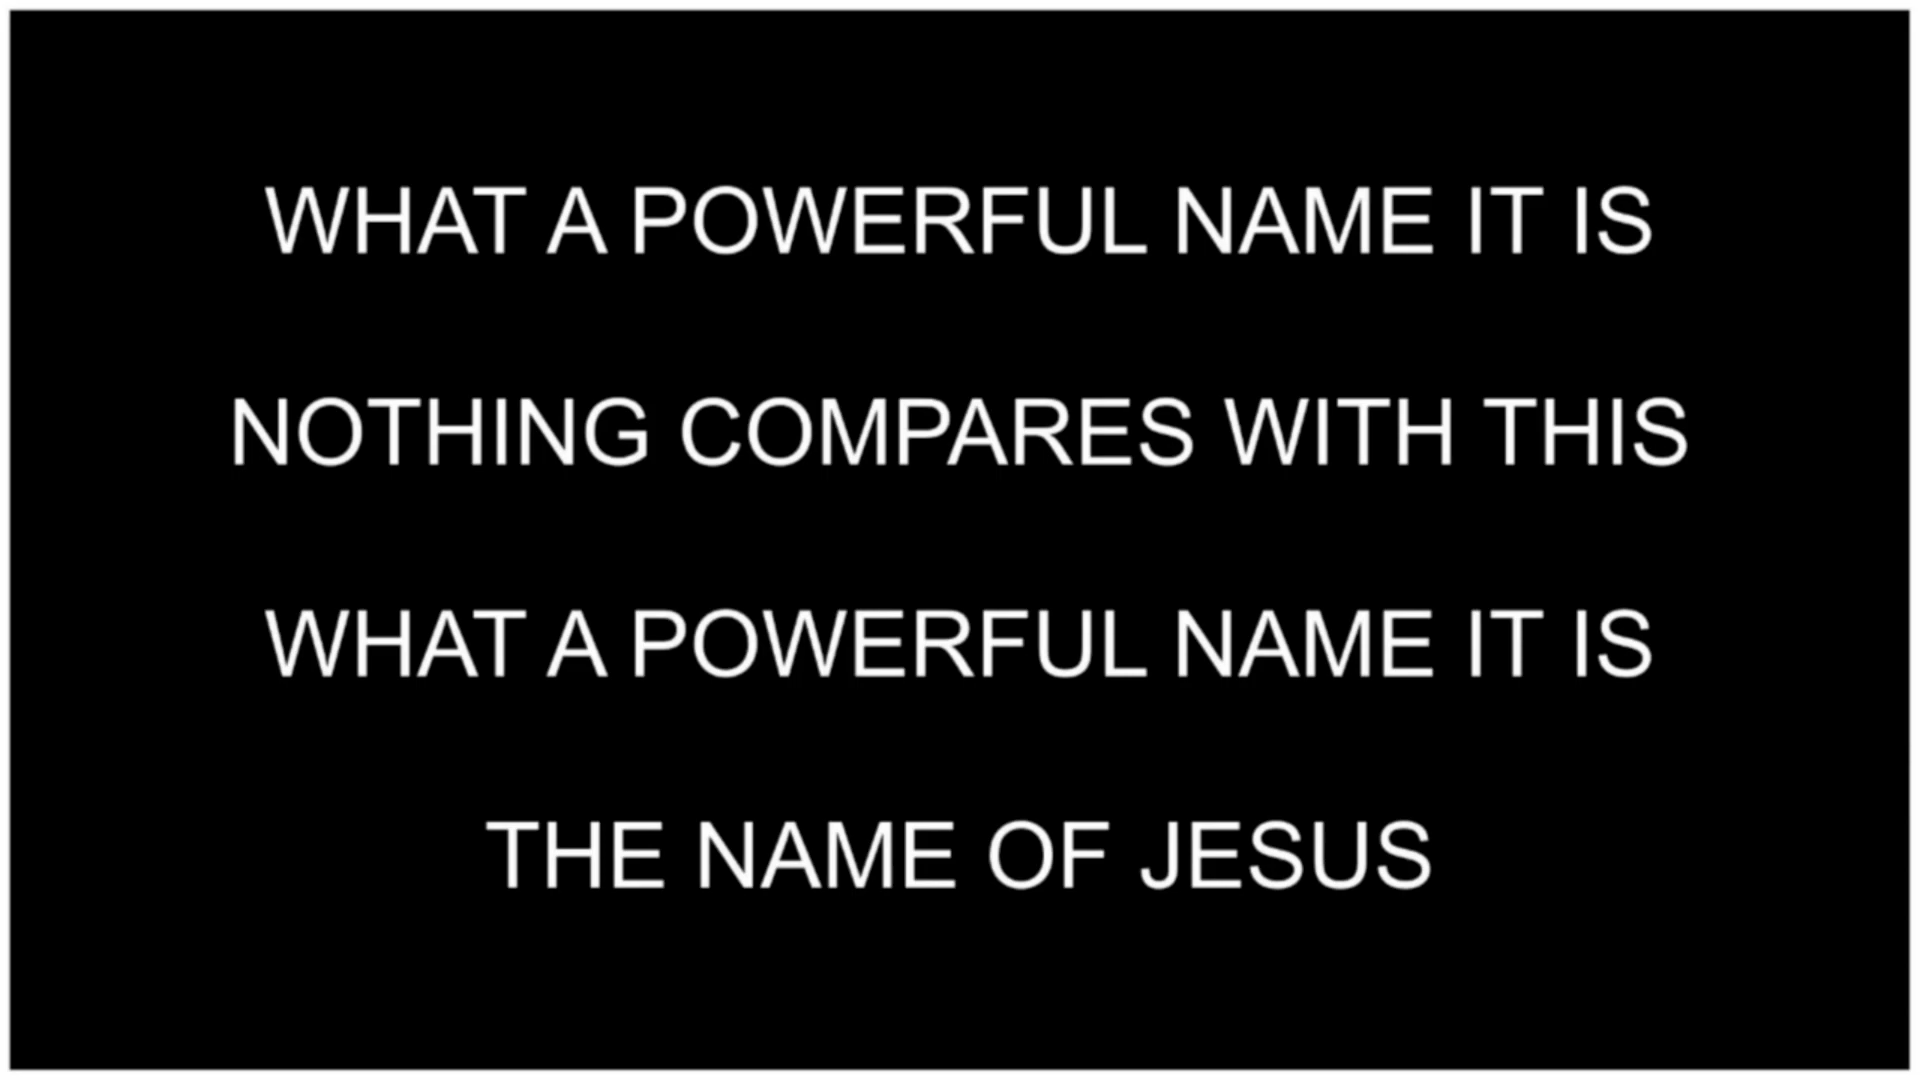 WHAT A POWERFUL NAME IT IS
NOTHING COMPARES WITH THIS
WHAT A POWERFUL NAME IT IS
THE NAME OF JESUS